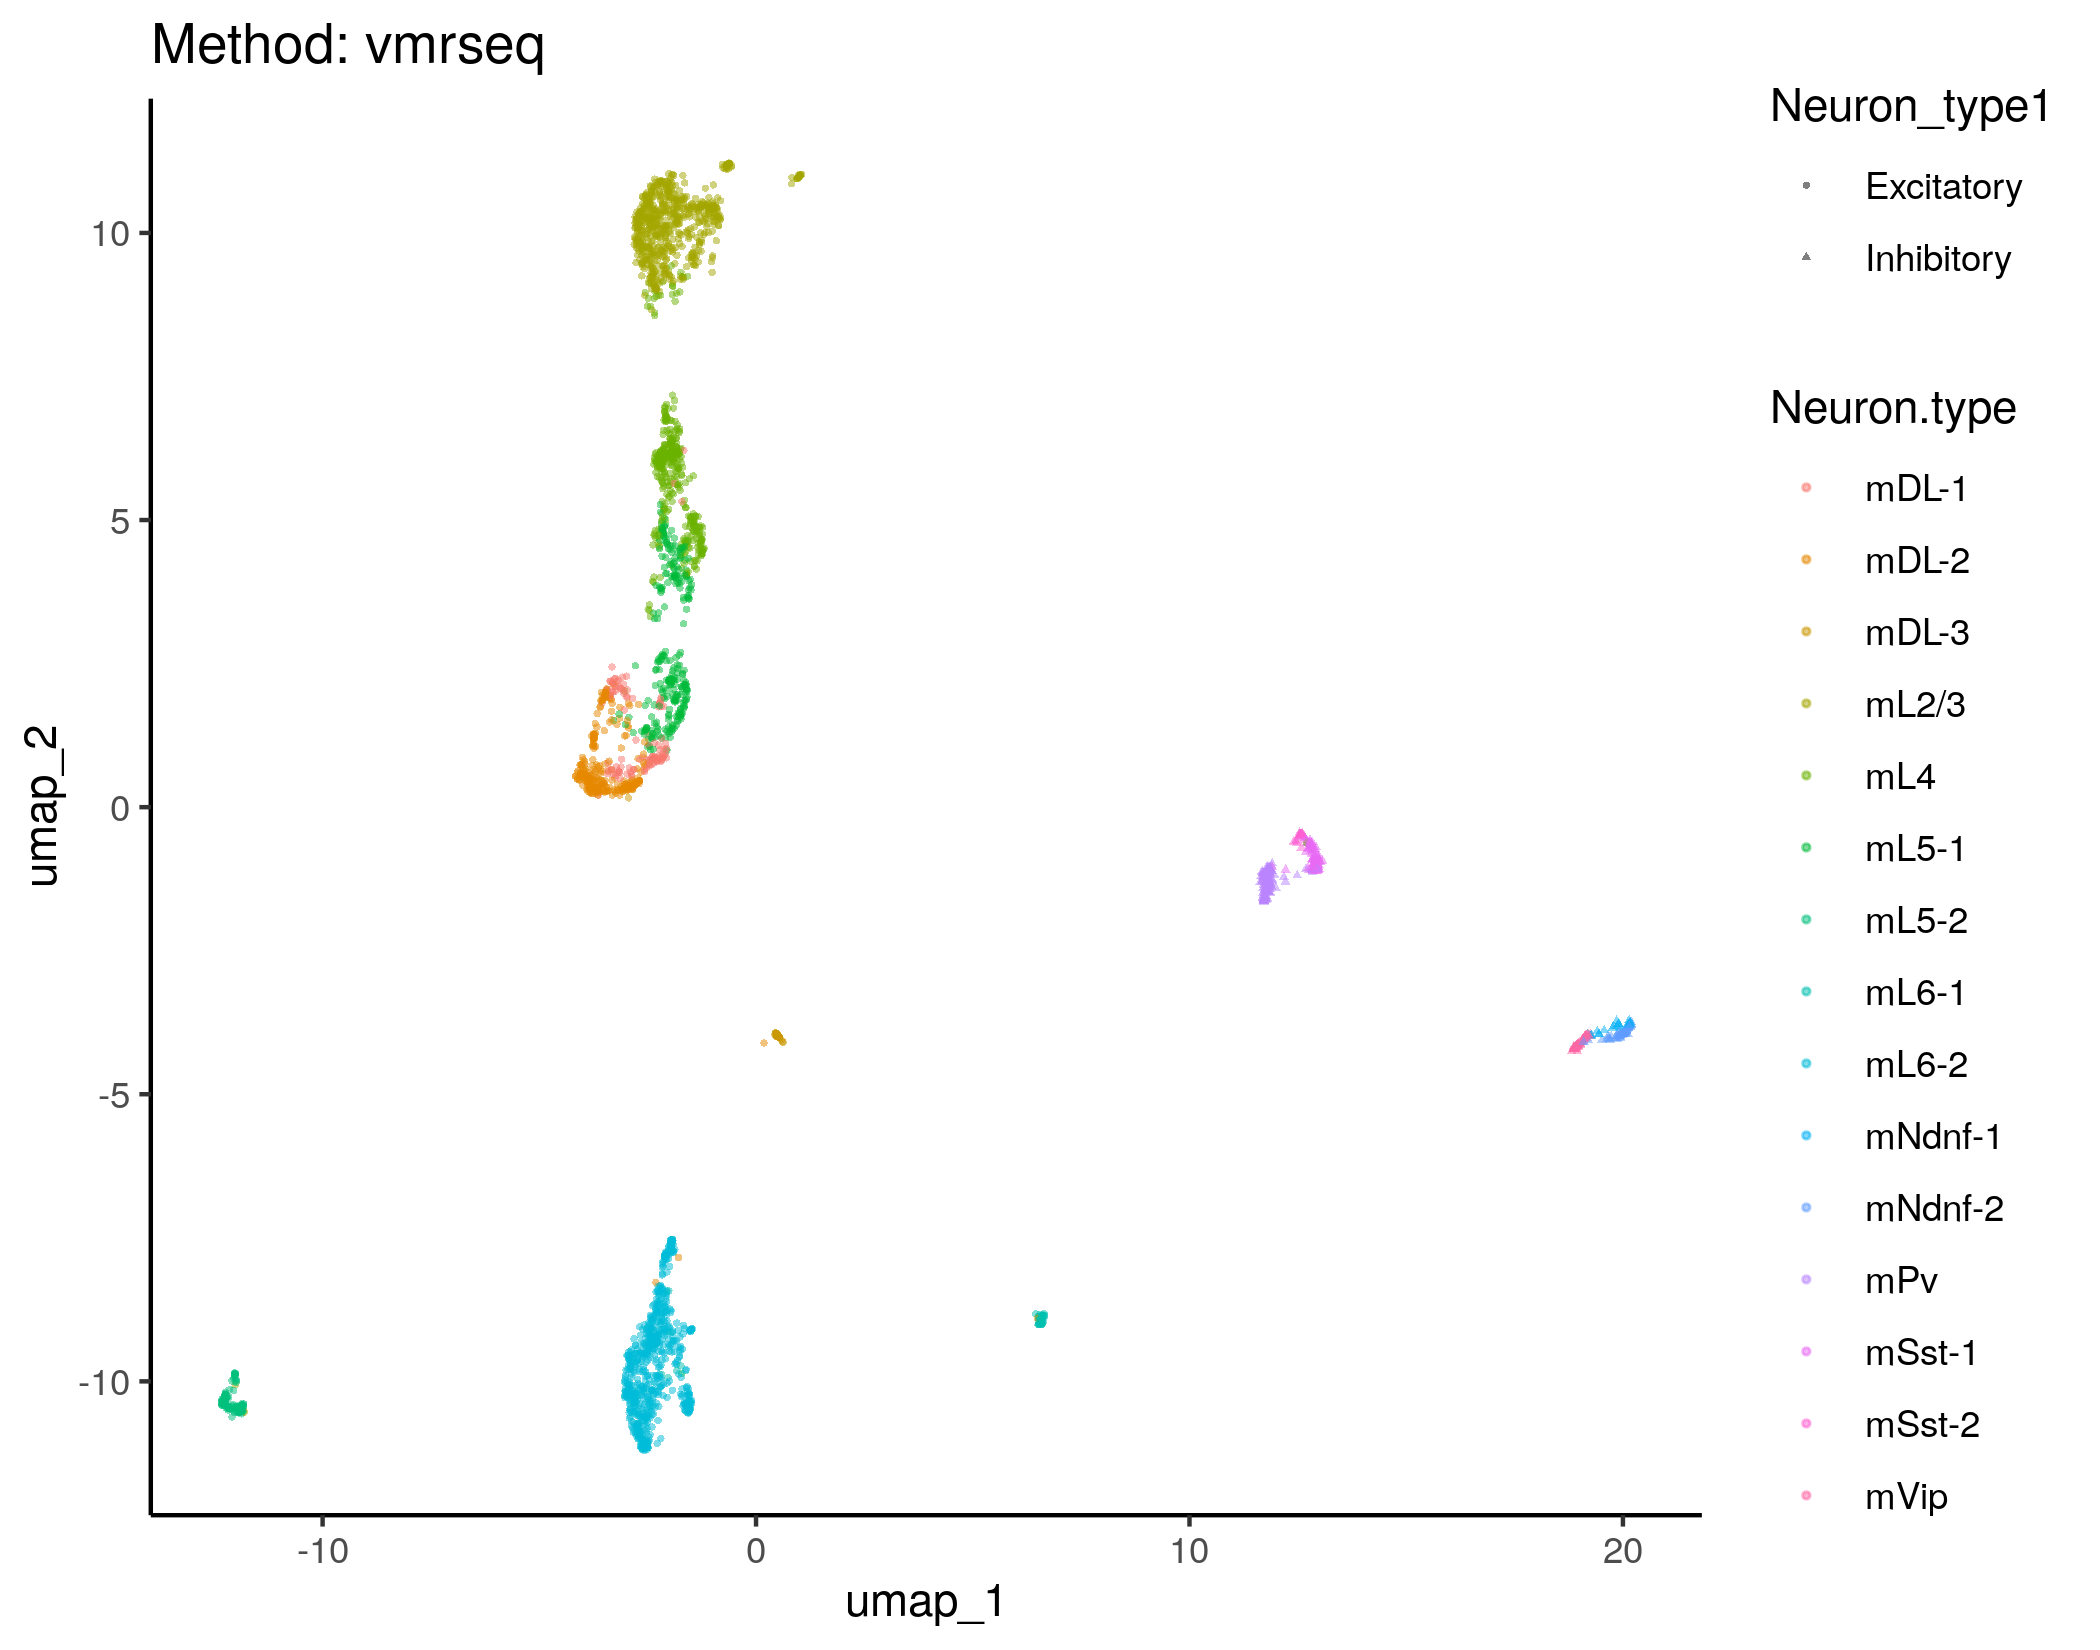 Method: vmrseq
10
5
0
-5
-10
umap_2
-10
0
10
20
umap_1
Neuron_type1
Excitatory
Inhibitory
Neuron.type
mDL-1
mDL-2
mDL-3
mL2/3
mL4
mL5-1
mL5-2
mL6-1
mL6-2
mNdnf-1
mNdnf-2
mPv
mSst-1
mSst-2
mVip